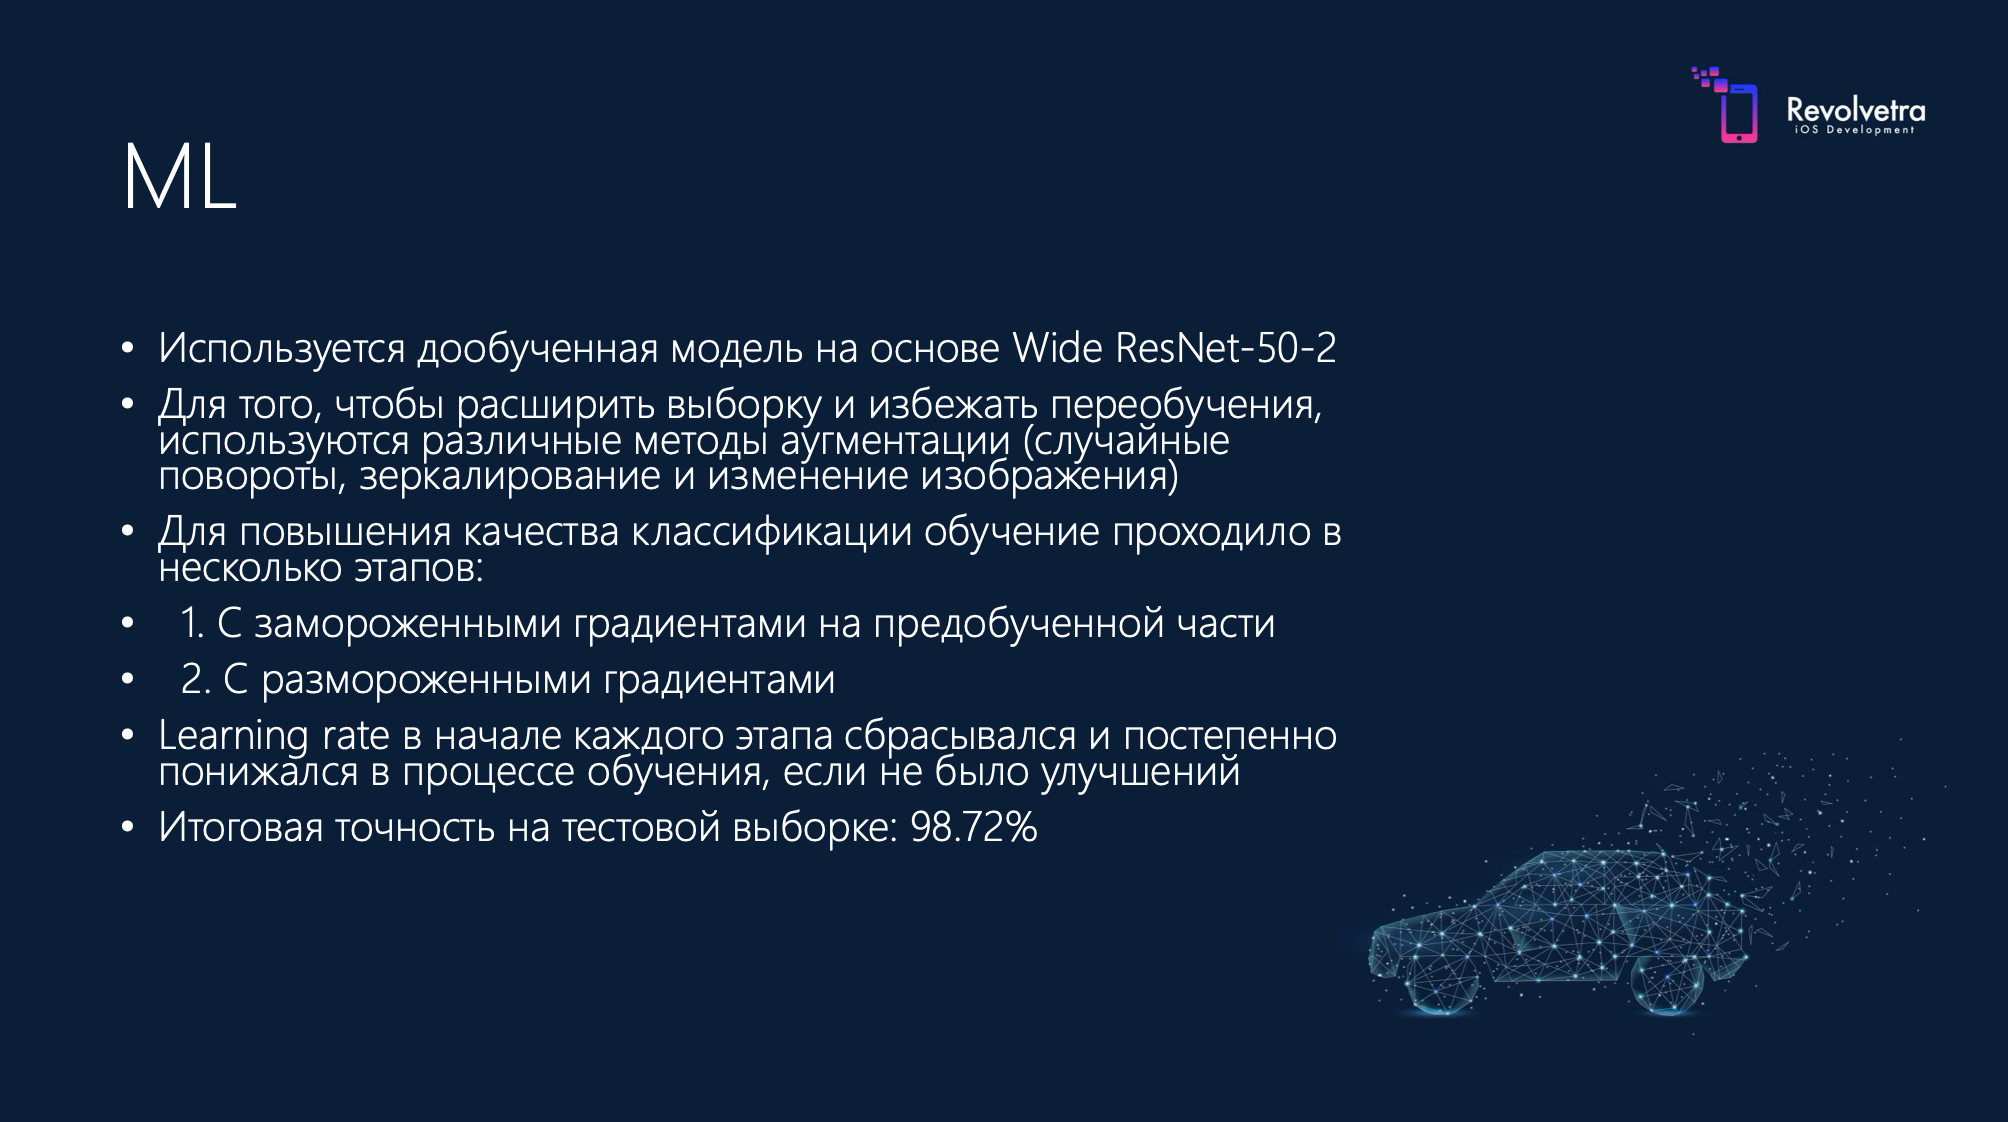 Revolvetra
iOS Development
ML
• Используется дообученная модель на основе Wide ResNet-50-2
• Для того, чтобы расширить выборку и избежать переобучения,
используются различные методы аугментации (случайные
повороты, зеркалирование и изменение изображения)
• Для повышения качества классификации обучение проходило в
несколько этапов:
• 1. С замороженными градиентами на предобученной части
• 2. С размороженными градиентами
• Learning rate в начале каждого этапа сбрасывался и постепенно
понижался в процессе обучения, если не было улучшений
• Итоговая точность на тестовой выборке: 98.72%